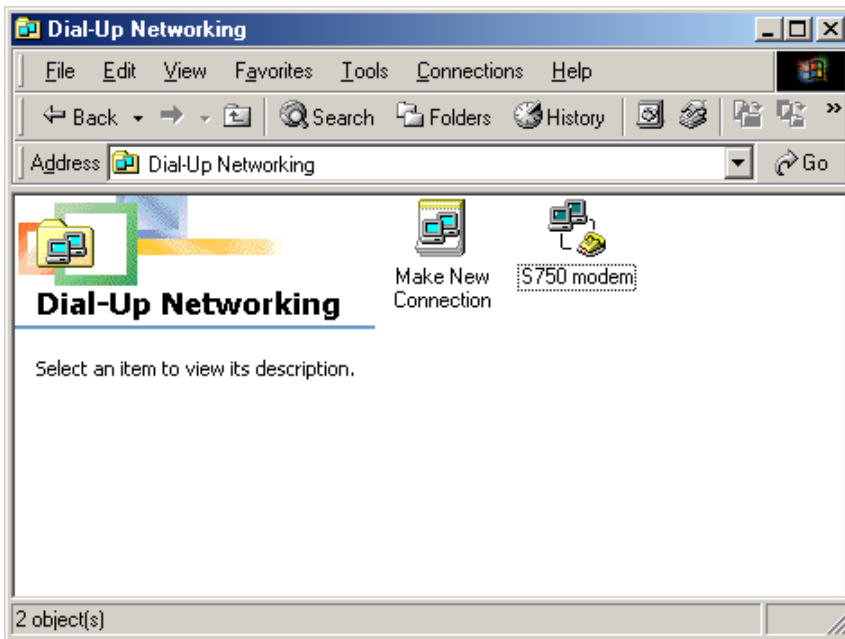 Dial-Up Networking
File Edit View Favorites Tools Connections Help
Back Search Folders History »
Address Dial-Up Networking Go
Dial-Up Networking
Select an item to view its description.
Make New
Connection
S750 modem
2 object(s)